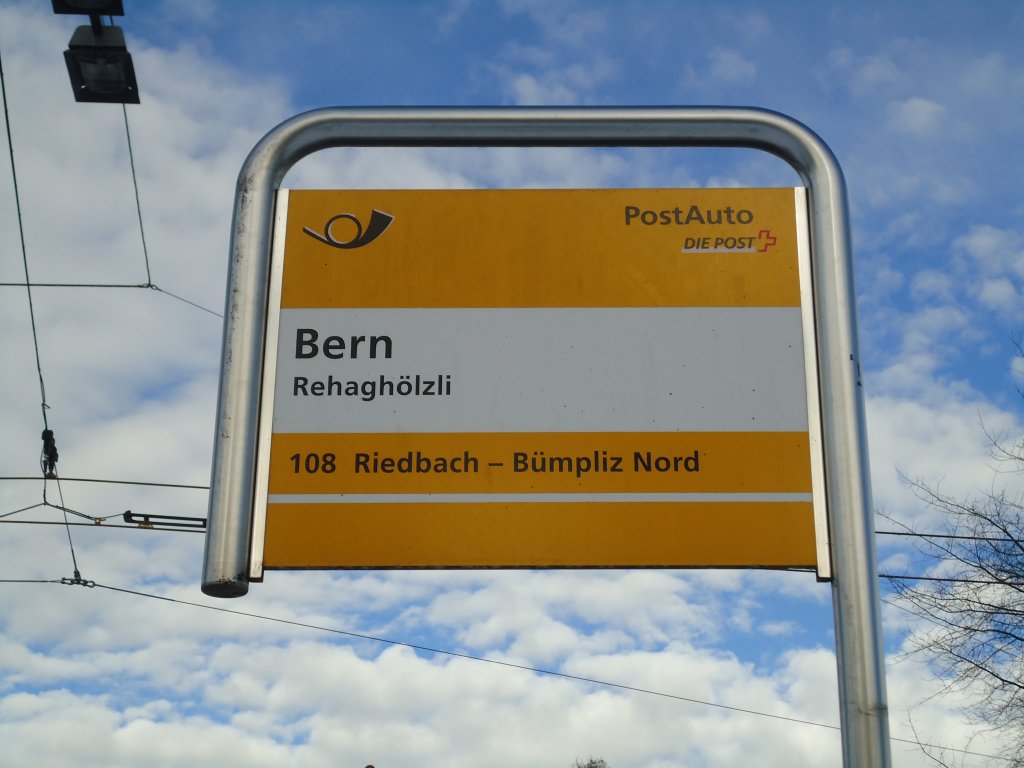 PostAuto
DIE POST
Bern
Rehaghölzli
108 Riedbach – Bümpliz Nord